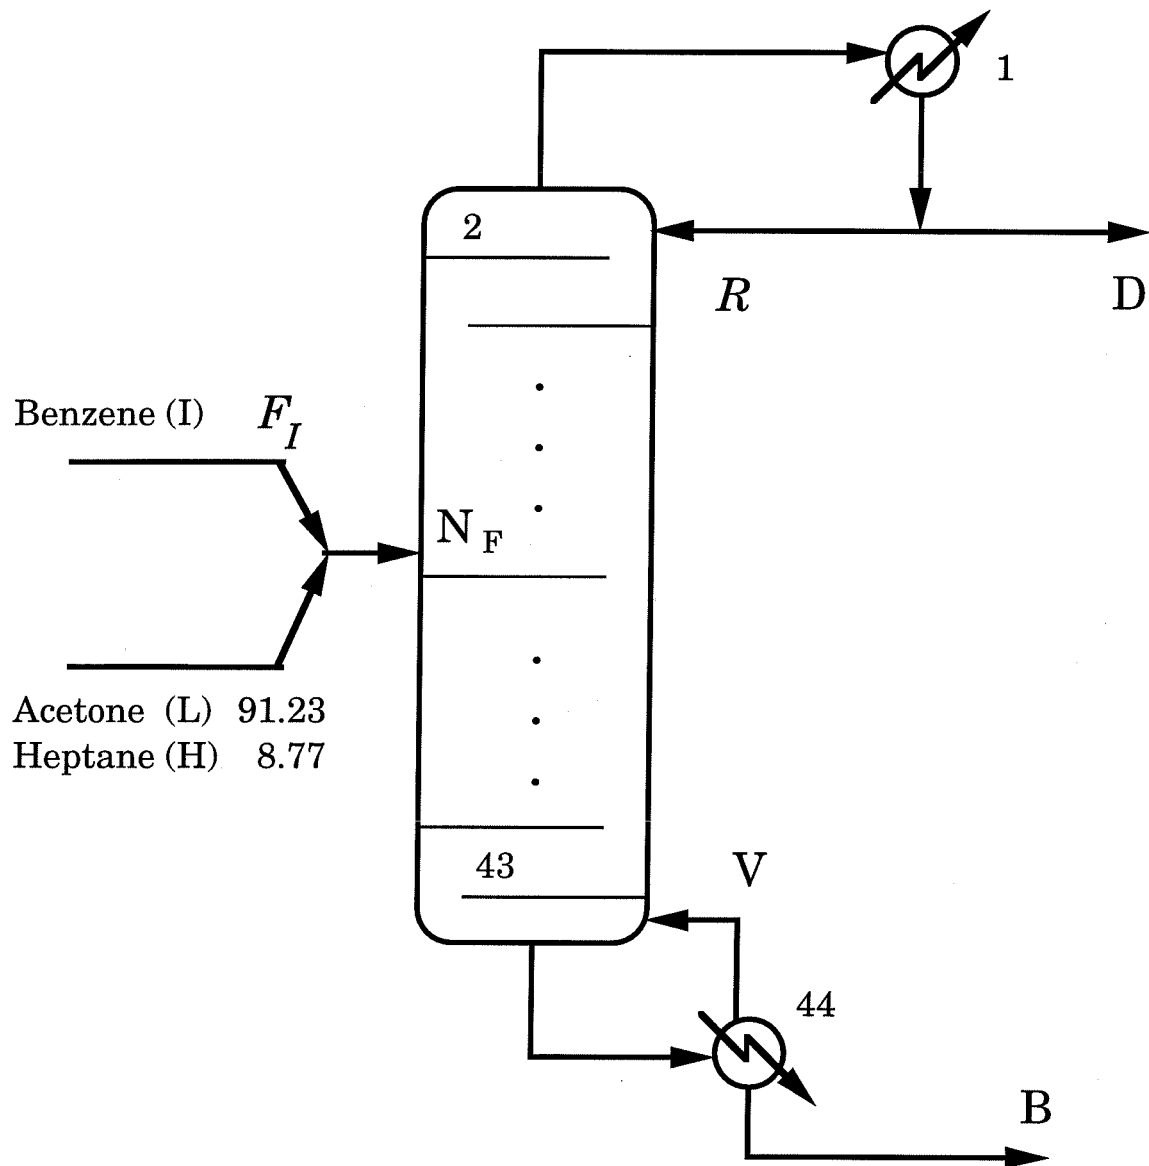 1
2
R
D
Benzene (I) F_I
N_F
Acetone (L) 91.23
Heptane (H) 8.77
43
V
44
B